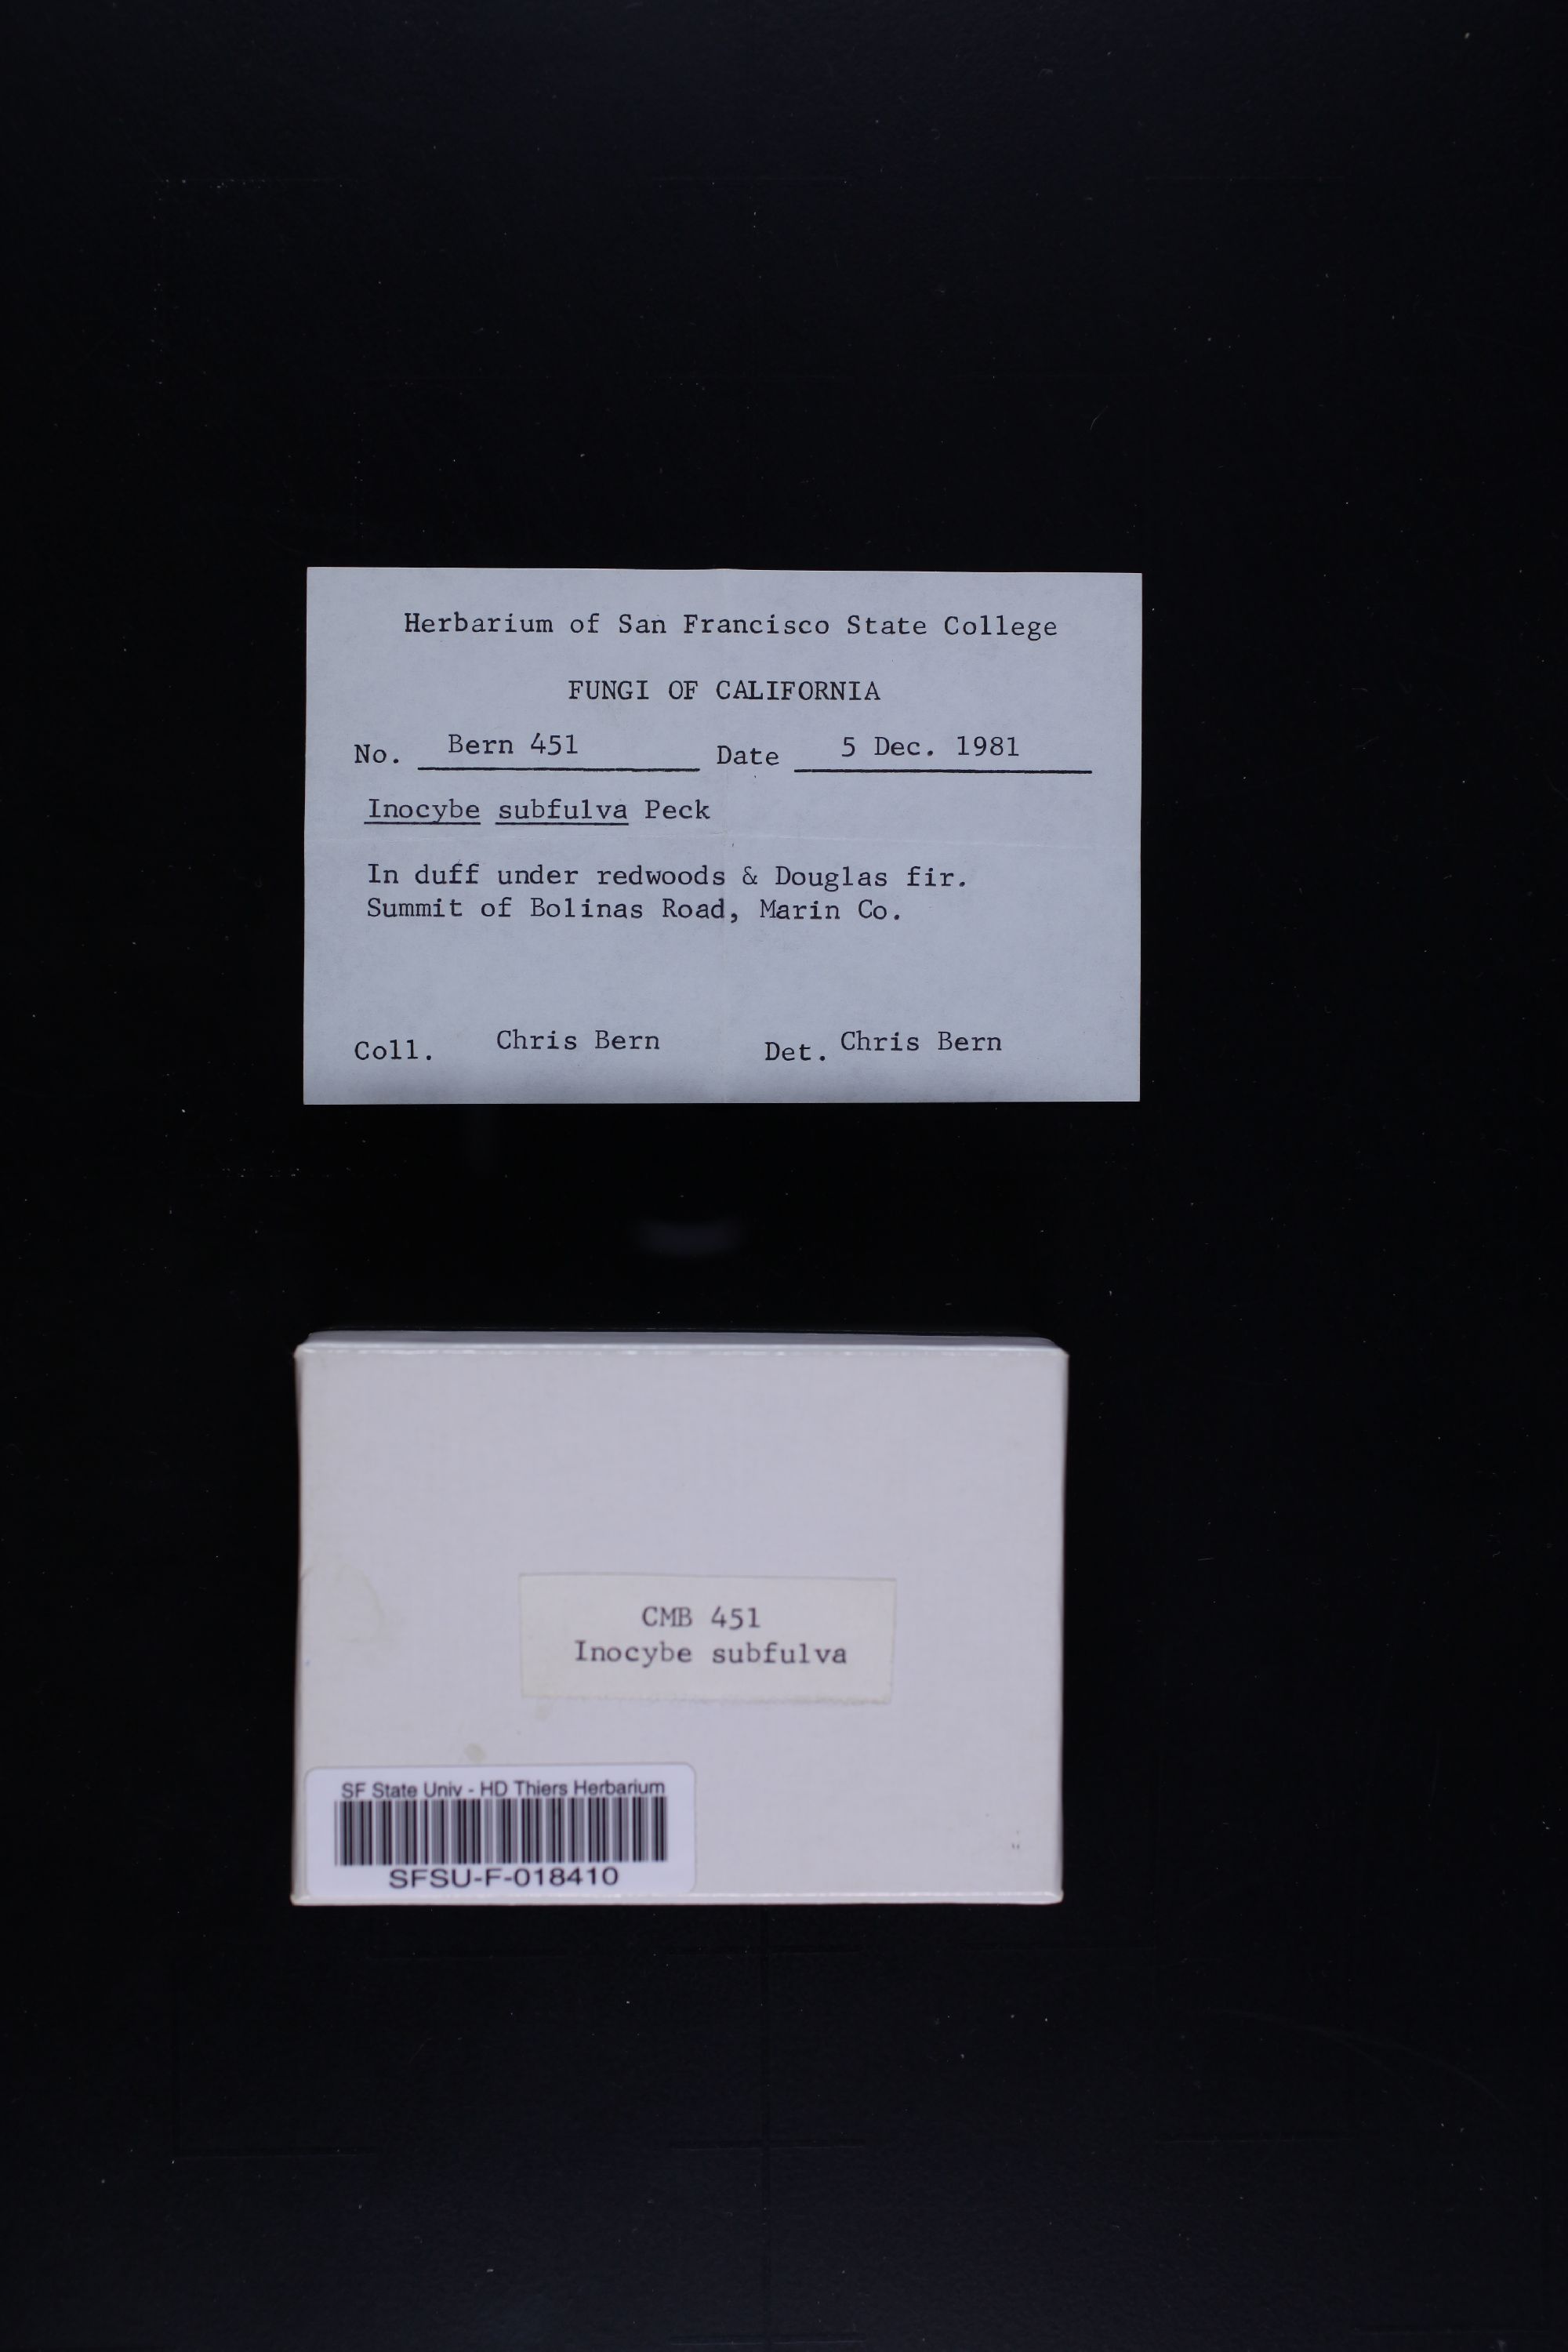 Herbarium of San Francisco State College
FUNGI OF CALIFORNIA
No. Bern 451 Date 5 Dec. 1981
Inocybe subfulva Peck
In duff under redwoods & Douglas fir.
Summit of Bolinas Road, Marin Co.
Coll. Chris Bern Det. Chris Bern
CMB 451
Inocybe subfulva
SF State Univ - HD Thiers Herbarium
SFSU-F-018410